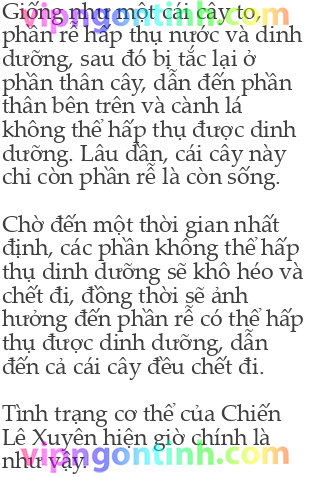 Giống như một cái cây to,
phần rễ hấp thụ nước và dinh
dưỡng, sau đó bị tắc lại ở
phần thân cây, dẫn đến phần
thân bên trên và cành lá
không thể hấp thụ được dinh
dưỡng. Lâu dần, cái cây này
chỉ còn phần rễ là còn sống.
Chờ đến một thời gian nhất
định, các phần không thể hấp
thụ dinh dưỡng sẽ khô héo và
chết đi, đồng thời sẽ ảnh
hưởng đến phần rễ có thể hấp
thụ được dinh dưỡng, dẫn
đến cả cái cây đều chết đi.
Tình trạng cơ thể của Chiến
Lê Xuyên hiện giờ chính là
như vậy.
vipngontinh.com
vipngontinh.com